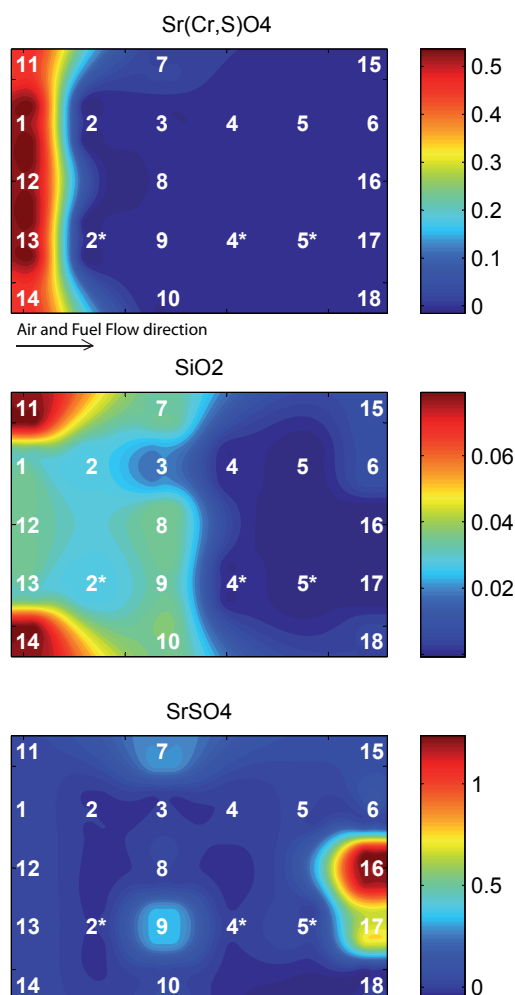 Sr(Cr,S)O4
11 7 15 0.5
1 2 3 4 5 6 0.4
0.3
12 8 16
0.2
13 2* 9 4* 5* 17 0.1
14 10 18 0
Air and Fuel Flow direction
SiO2
11 7 15
1 2 3 4 5 6 0.06
12 8 16 0.04
13 2* 9 4* 5* 17 0.02
14 10 18
SrSO4
11 7 15
1
1 2 3 4 5 6
12 8 16
0.5
13 2* 9 4* 5* 17
14 10 18 0